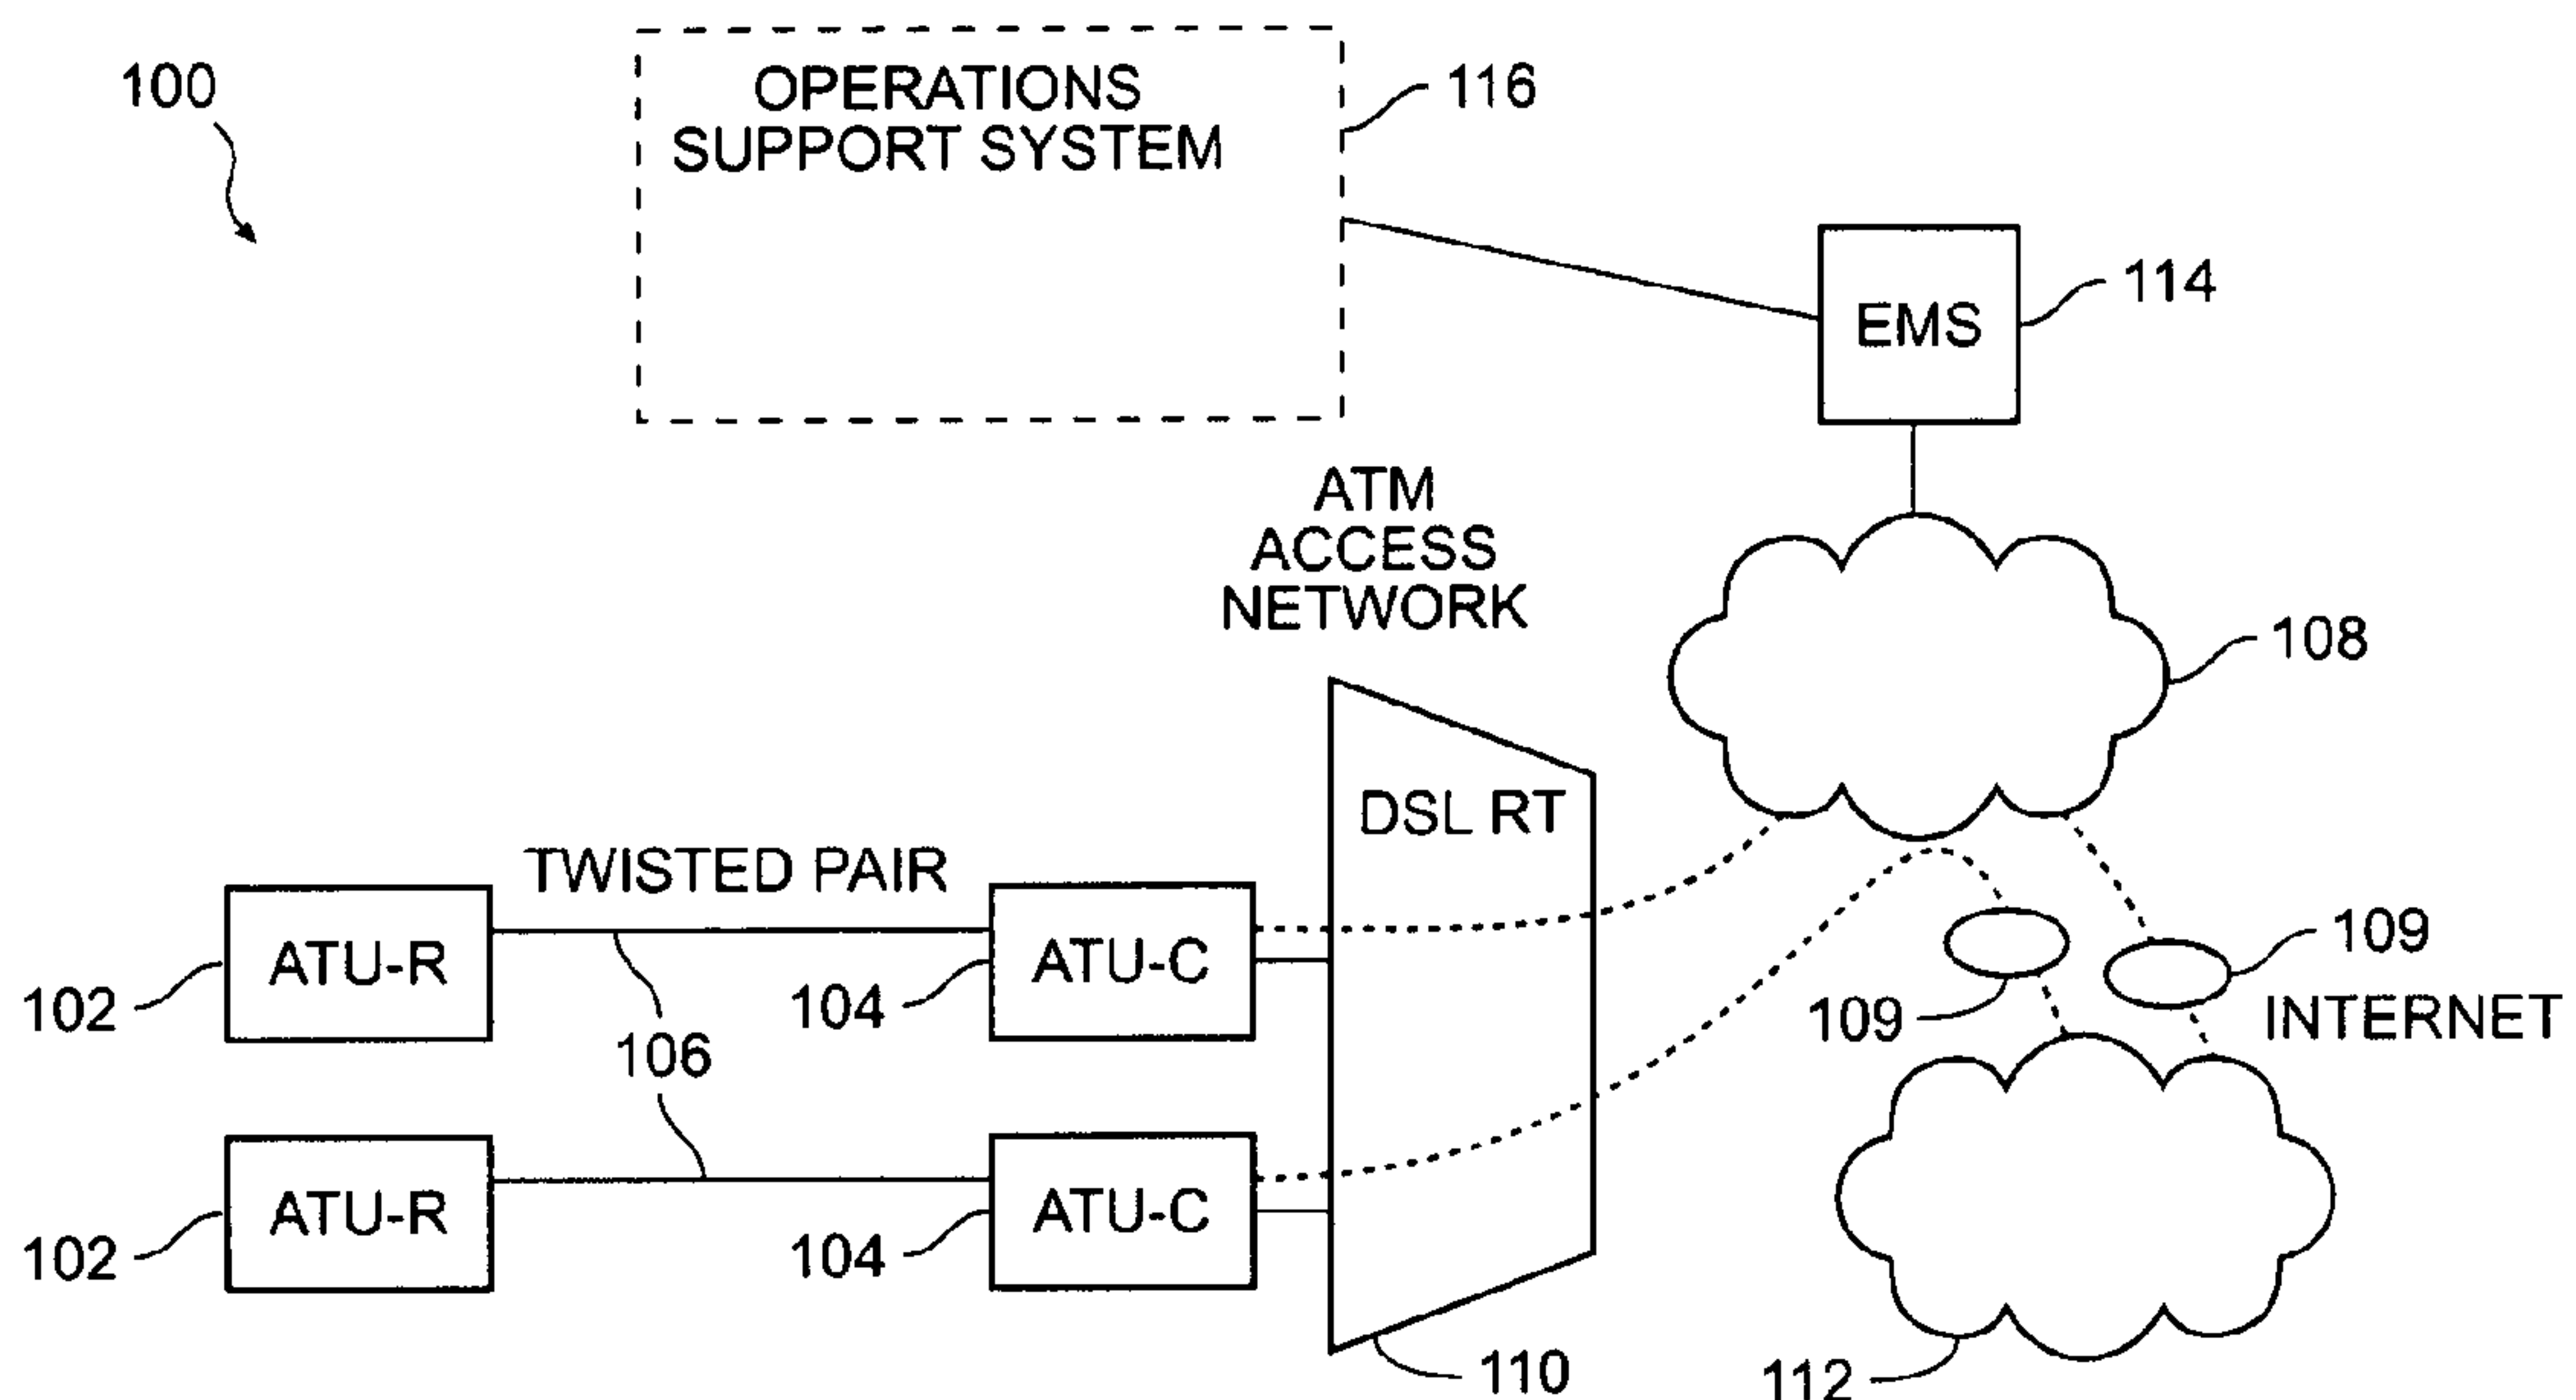 100
OPERATIONS
SUPPORT SYSTEM
116
EMS
114
ATM
ACCESS
NETWORK
108
DSL RT
TWISTED PAIR
ATU-R
102
ATU-C
104
106
109
109
INTERNET
ATU-R
102
ATU-C
104
110
112